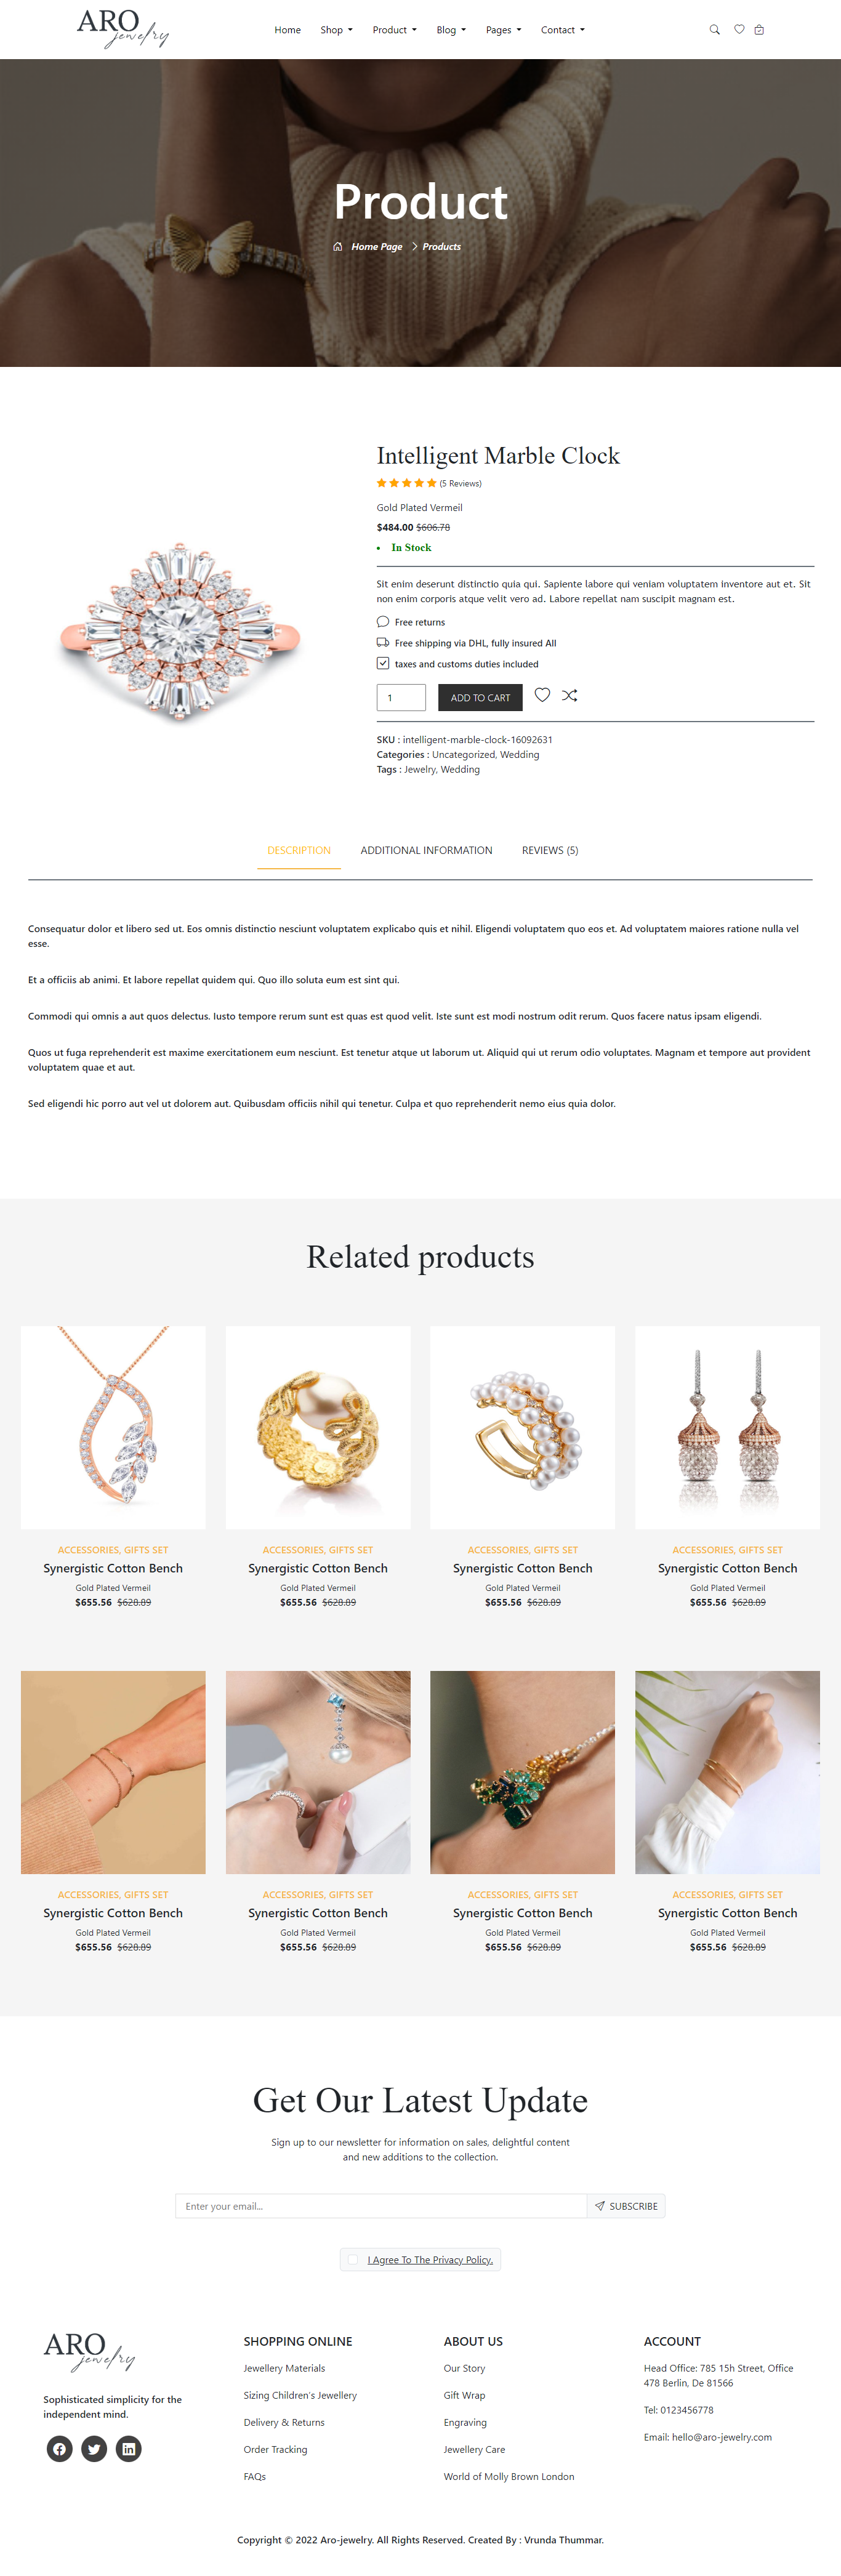 ARO
jewelry
Home Shop Product Blog Pages Contact
Product
Home Page Products
Intelligent Marble Clock
(5 Reviews)
Gold Plated Vermeil
$484.00 $606.78
• In Stock
Sit enim deserunt distinctio quia qui. Sapiente labore qui veniam voluptatem inventore aut et. Sit
non enim corporis atque velit vero ad. Labore repellat nam suscipit magnam est.
Free returns
Free shipping via DHL, fully insured All
taxes and customs duties included
1 ADD TO CART
SKU : intelligent-marble-clock-16092631
Categories : Uncategorized, Wedding
Tags : Jewelry, Wedding
DESCRIPTION ADDITIONAL INFORMATION REVIEWS (5)
Consequatur dolor et libero sed ut. Eos omnis distinctio nesciunt voluptatem explicabo quis et nihil. Eligendi voluptatem quo eos et. Ad voluptatem maiores ratione nulla vel
esse.
Et a officiis ab animi. Et labore repellat quidem qui. Quo illo soluta eum est sint qui.
Commodi qui omnis a aut quos delectus. Iusto tempore rerum sunt est quas est quod velit. Iste sunt est modi nostrum odit rerum. Quos facere natus ipsam eligendi.
Quos ut fuga reprehenderit est maxime exercitationem eum nesciunt. Est tenetur atque ut laborum ut. Aliquid qui ut rerum odio voluptates. Magnam et tempore aut provident
voluptatem quae et aut.
Sed eligendi hic porro aut vel ut dolorem aut. Quibusdam officiis nihil qui tenetur. Culpa et quo reprehenderit nemo eius quia dolor.
Related products
ACCESSORIES, GIFTS SET ACCESSORIES, GIFTS SET ACCESSORIES, GIFTS SET ACCESSORIES, GIFTS SET
Synergistic Cotton Bench Synergistic Cotton Bench Synergistic Cotton Bench Synergistic Cotton Bench
Gold Plated Vermeil Gold Plated Vermeil Gold Plated Vermeil Gold Plated Vermeil
$655.56 $628.89 $655.56 $628.89 $655.56 $628.89 $655.56 $628.89
ACCESSORIES, GIFTS SET ACCESSORIES, GIFTS SET ACCESSORIES, GIFTS SET ACCESSORIES, GIFTS SET
Synergistic Cotton Bench Synergistic Cotton Bench Synergistic Cotton Bench Synergistic Cotton Bench
Gold Plated Vermeil Gold Plated Vermeil Gold Plated Vermeil Gold Plated Vermeil
$655.56 $628.89 $655.56 $628.89 $655.56 $628.89 $655.56 $628.89
Get Our Latest Update
Sign up to our newsletter for information on sales, delightful content
and new additions to the collection.
Enter your email... SUBSCRIBE
I Agree To The Privacy Policy.
ARO
jewelry
Sophisticated simplicity for the
independent mind.
SHOPPING ONLINE
Jewellery Materials
Sizing Children's Jewellery
Delivery & Returns
Order Tracking
FAQs
ABOUT US
Our Story
Gift Wrap
Engraving
Jewellery Care
World of Molly Brown London
ACCOUNT
Head Office: 785 15h Street, Office
478 Berlin, De 81566
Tel: 0123456778
Email: hello@aro-jewelry.com
Copyright © 2022 Aro-jewelry. All Rights Reserved. Created By : Vrunda Thummar.